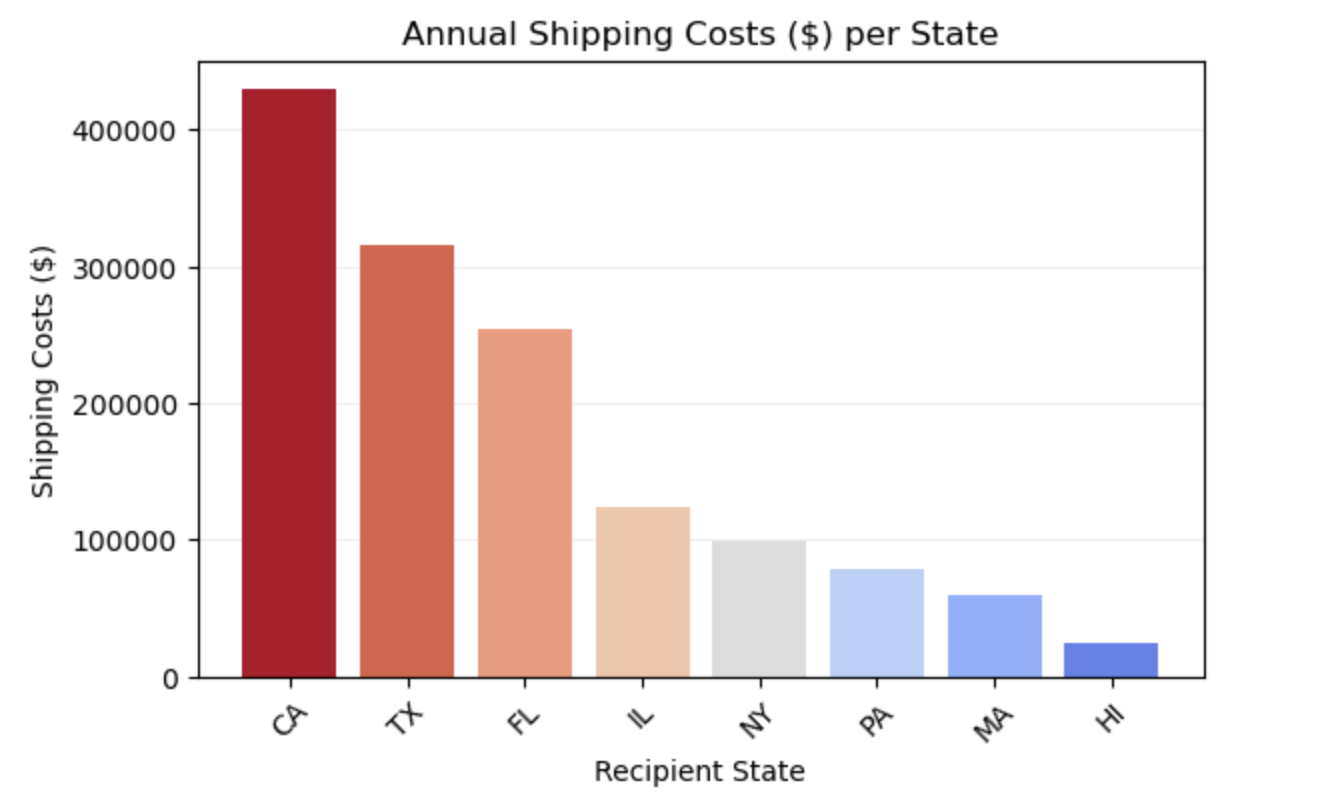 Annual Shipping Costs ($) per State
Shipping Costs ($)
400000
300000
200000
100000
0
CA
TX
FL
IL
NY
PA
MA
HI
Recipient State